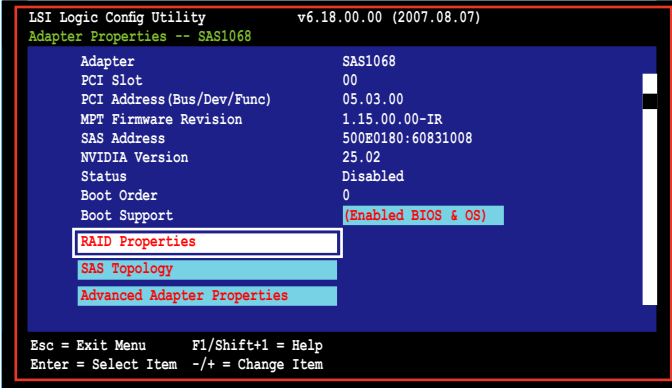 LSI Logic Config Utility v6.18.00.00 (2007.08.07)
Adapter Properties -- SAS1068
Adapter SAS1068
PCI Slot 00
PCI Address(Bus/Dev/Func) 05.03.00
MPT Firmware Revision 1.15.00.00-IR
SAS Address 500E0180:60831008
NVIDIA Version 25.02
Status Disabled
Boot Order 0
Boot Support (Enabled BIOS & OS)
RAID Properties
SAS Topology
Advanced Adapter Properties
Esc = Exit Menu F1/Shift+1 = Help
Enter = Select Item -/+ = Change Item